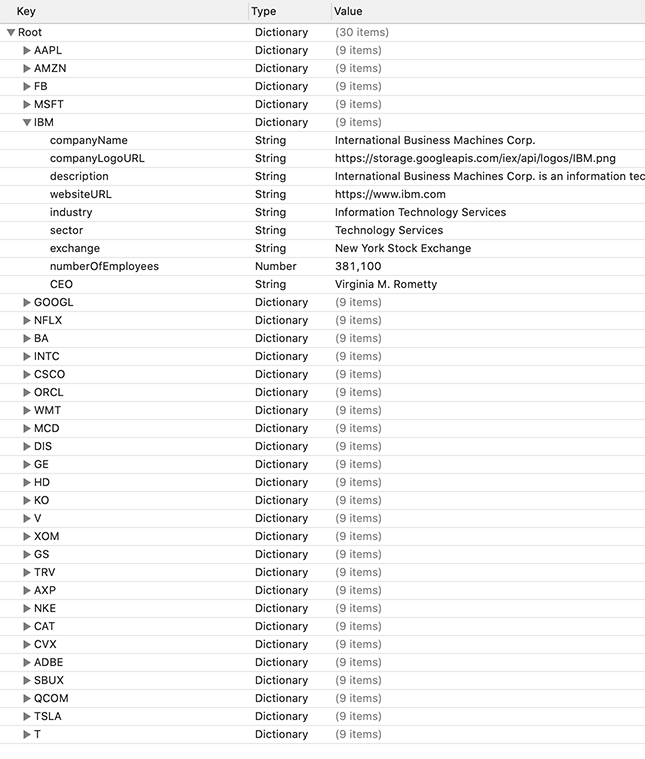 Key Type Value
Root Dictionary (30 items)
AAPL Dictionary (9 items)
AMZN Dictionary (9 items)
FB Dictionary (9 items)
MSFT Dictionary (9 items)
IBM Dictionary (9 items)
companyName String International Business Machines Corp.
companyLogoURL String https://storage.googleapis.com/iex/api/logos/IBM.png
description String International Business Machines Corp. is an information tec
websiteURL String https://www.ibm.com
industry String Information Technology Services
sector String Technology Services
exchange String New York Stock Exchange
numberOfEmployees Number 381,100
CEO String Virginia M. Rometty
GOOGL Dictionary (9 items)
NFLX Dictionary (9 items)
BA Dictionary (9 items)
INTC Dictionary (9 items)
CSCO Dictionary (9 items)
ORCL Dictionary (9 items)
WMT Dictionary (9 items)
MCD Dictionary (9 items)
DIS Dictionary (9 items)
GE Dictionary (9 items)
HD Dictionary (9 items)
KO Dictionary (9 items)
V Dictionary (9 items)
XOM Dictionary (9 items)
GS Dictionary (9 items)
TRV Dictionary (9 items)
AXP Dictionary (9 items)
NKE Dictionary (9 items)
CAT Dictionary (9 items)
CVX Dictionary (9 items)
ADBE Dictionary (9 items)
SBUX Dictionary (9 items)
QCOM Dictionary (9 items)
TSLA Dictionary (9 items)
T Dictionary (9 items)